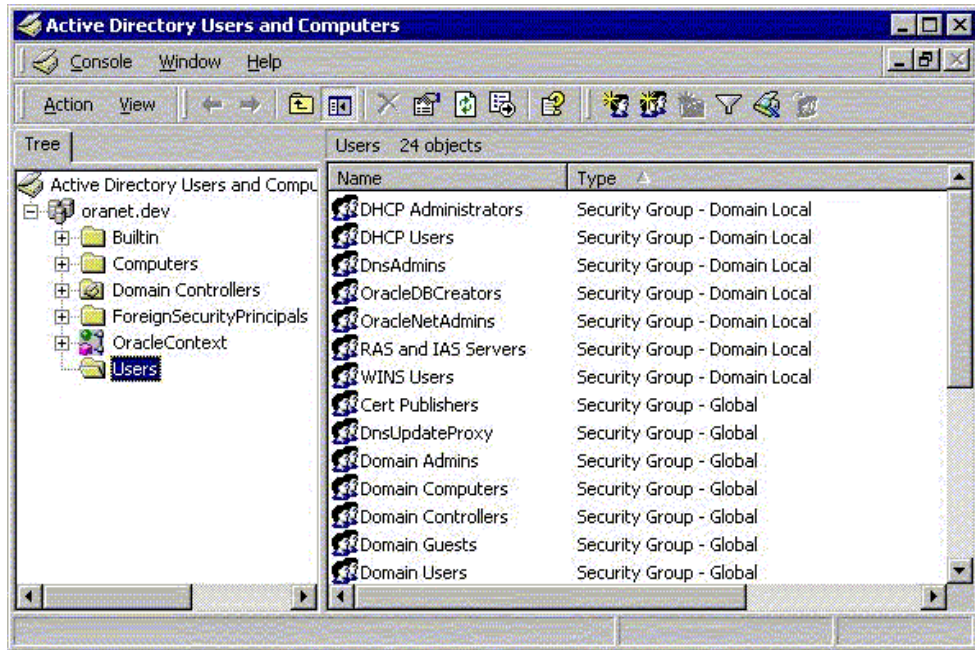 Active Directory Users and Computers
Console Window Help
Action View
Tree
Users 24 objects
Active Directory Users and Compu
oranet.dev
Builtin
Computers
Domain Controllers
ForeignSecurityPrincipals
OracleContext
Users
Name Type
DHCP Administrators Security Group - Domain Local
DHCP Users Security Group - Domain Local
DnsAdmins Security Group - Domain Local
OracleDBCreators Security Group - Domain Local
OracleNetAdmins Security Group - Domain Local
RAS and IAS Servers Security Group - Domain Local
WINS Users Security Group - Domain Local
Cert Publishers Security Group - Global
DnsUpdateProxy Security Group - Global
Domain Admins Security Group - Global
Domain Computers Security Group - Global
Domain Controllers Security Group - Global
Domain Guests Security Group - Global
Domain Users Security Group - Global